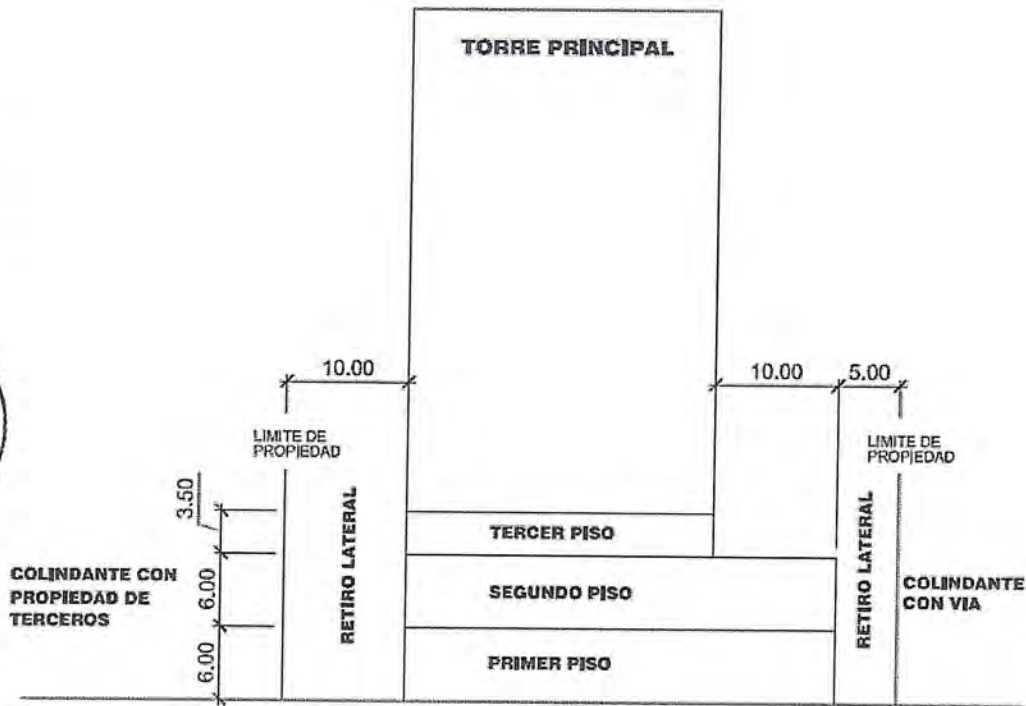 TORRE PRINCIPAL
10.00
10.00
5.00
LIMITE DE
PROPIEDAD
LIMITE DE
PROPIEDAD
3.50
TERCER PISO
RETIRO LATERAL
RETIRO LATERAL
COLINDANTE CON
PROPIEDAD DE
TERCEROS
6.00
SEGUNDO PISO
COLINDANTE
CON VIA
6.00
PRIMER PISO